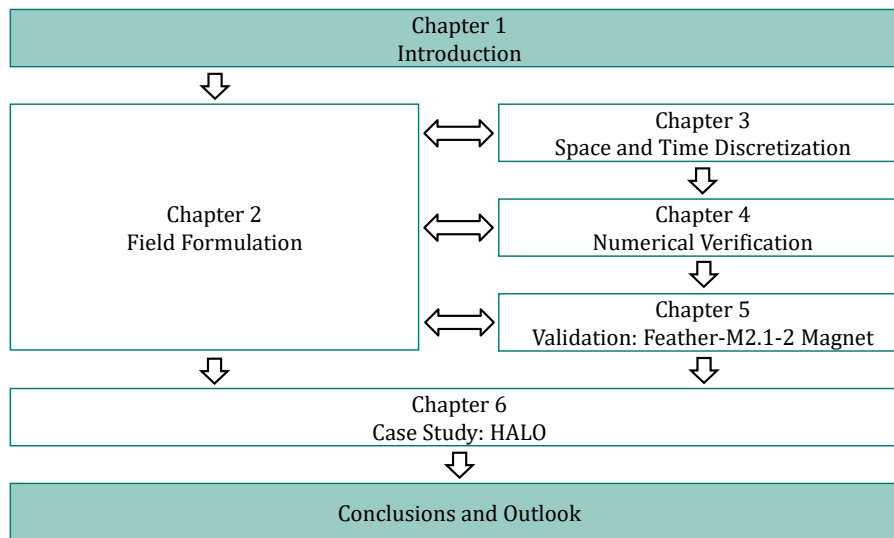 Chapter 1
Introduction
Chapter 2
Field Formulation
Chapter 3
Space and Time Discretization
Chapter 4
Numerical Verification
Chapter 5
Validation: Feather-M2.1-2 Magnet
Chapter 6
Case Study: HALO
Conclusions and Outlook